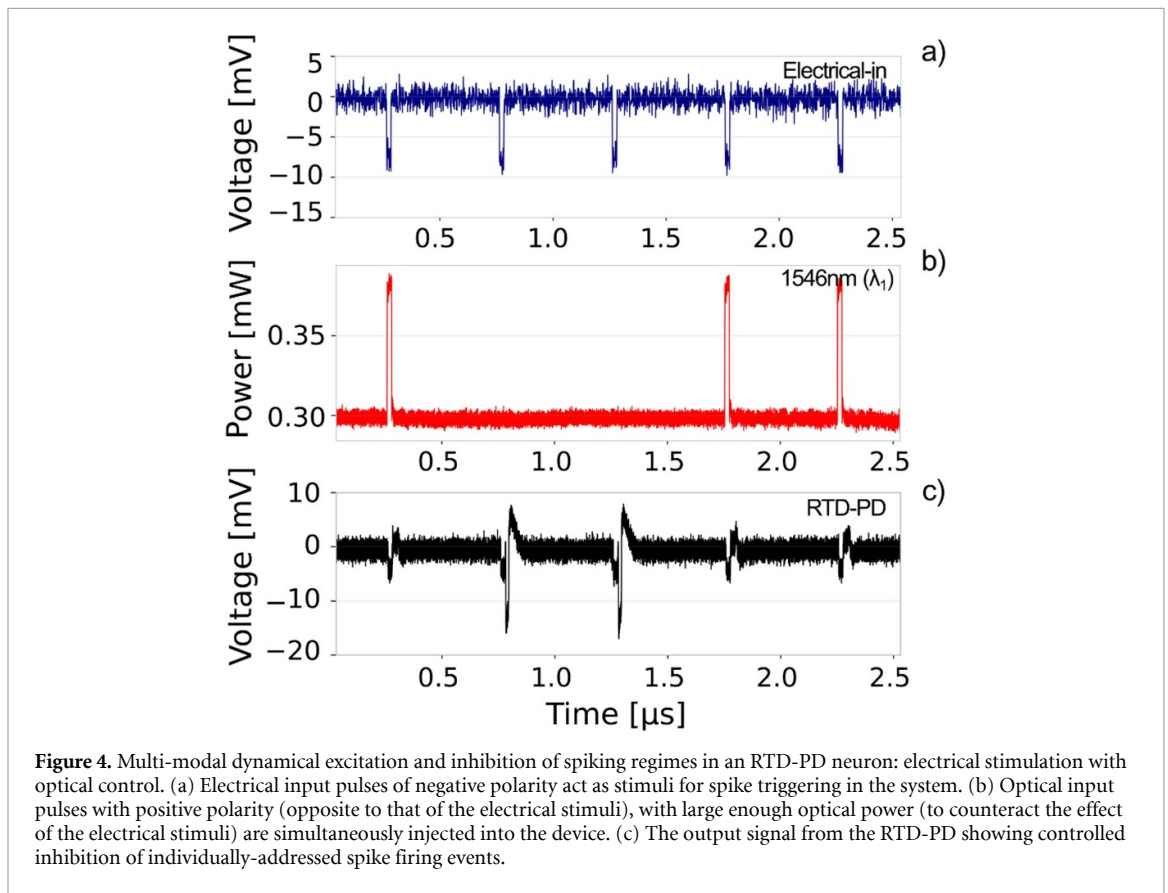 a)
Electrical-in
Voltage [mV]
5
0
−5
−10
−15
0.5 1.0 1.5 2.0 2.5
b)
1546nm (λ₁)
Power [mW]
0.35
0.30
0.5 1.0 1.5 2.0 2.5
c)
RTD-PD
Voltage [mV]
10
0
−10
−20
0.5 1.0 1.5 2.0 2.5
Time [μs]
Figure 4. Multi-modal dynamical excitation and inhibition of spiking regimes in an RTD-PD neuron: electrical stimulation with
optical control. (a) Electrical input pulses of negative polarity act as stimuli for spike triggering in the system. (b) Optical input
pulses with positive polarity (opposite to that of the electrical stimuli), with large enough optical power (to counteract the effect
of the electrical stimuli) are simultaneously injected into the device. (c) The output signal from the RTD-PD showing controlled
inhibition of individually-addressed spike firing events.